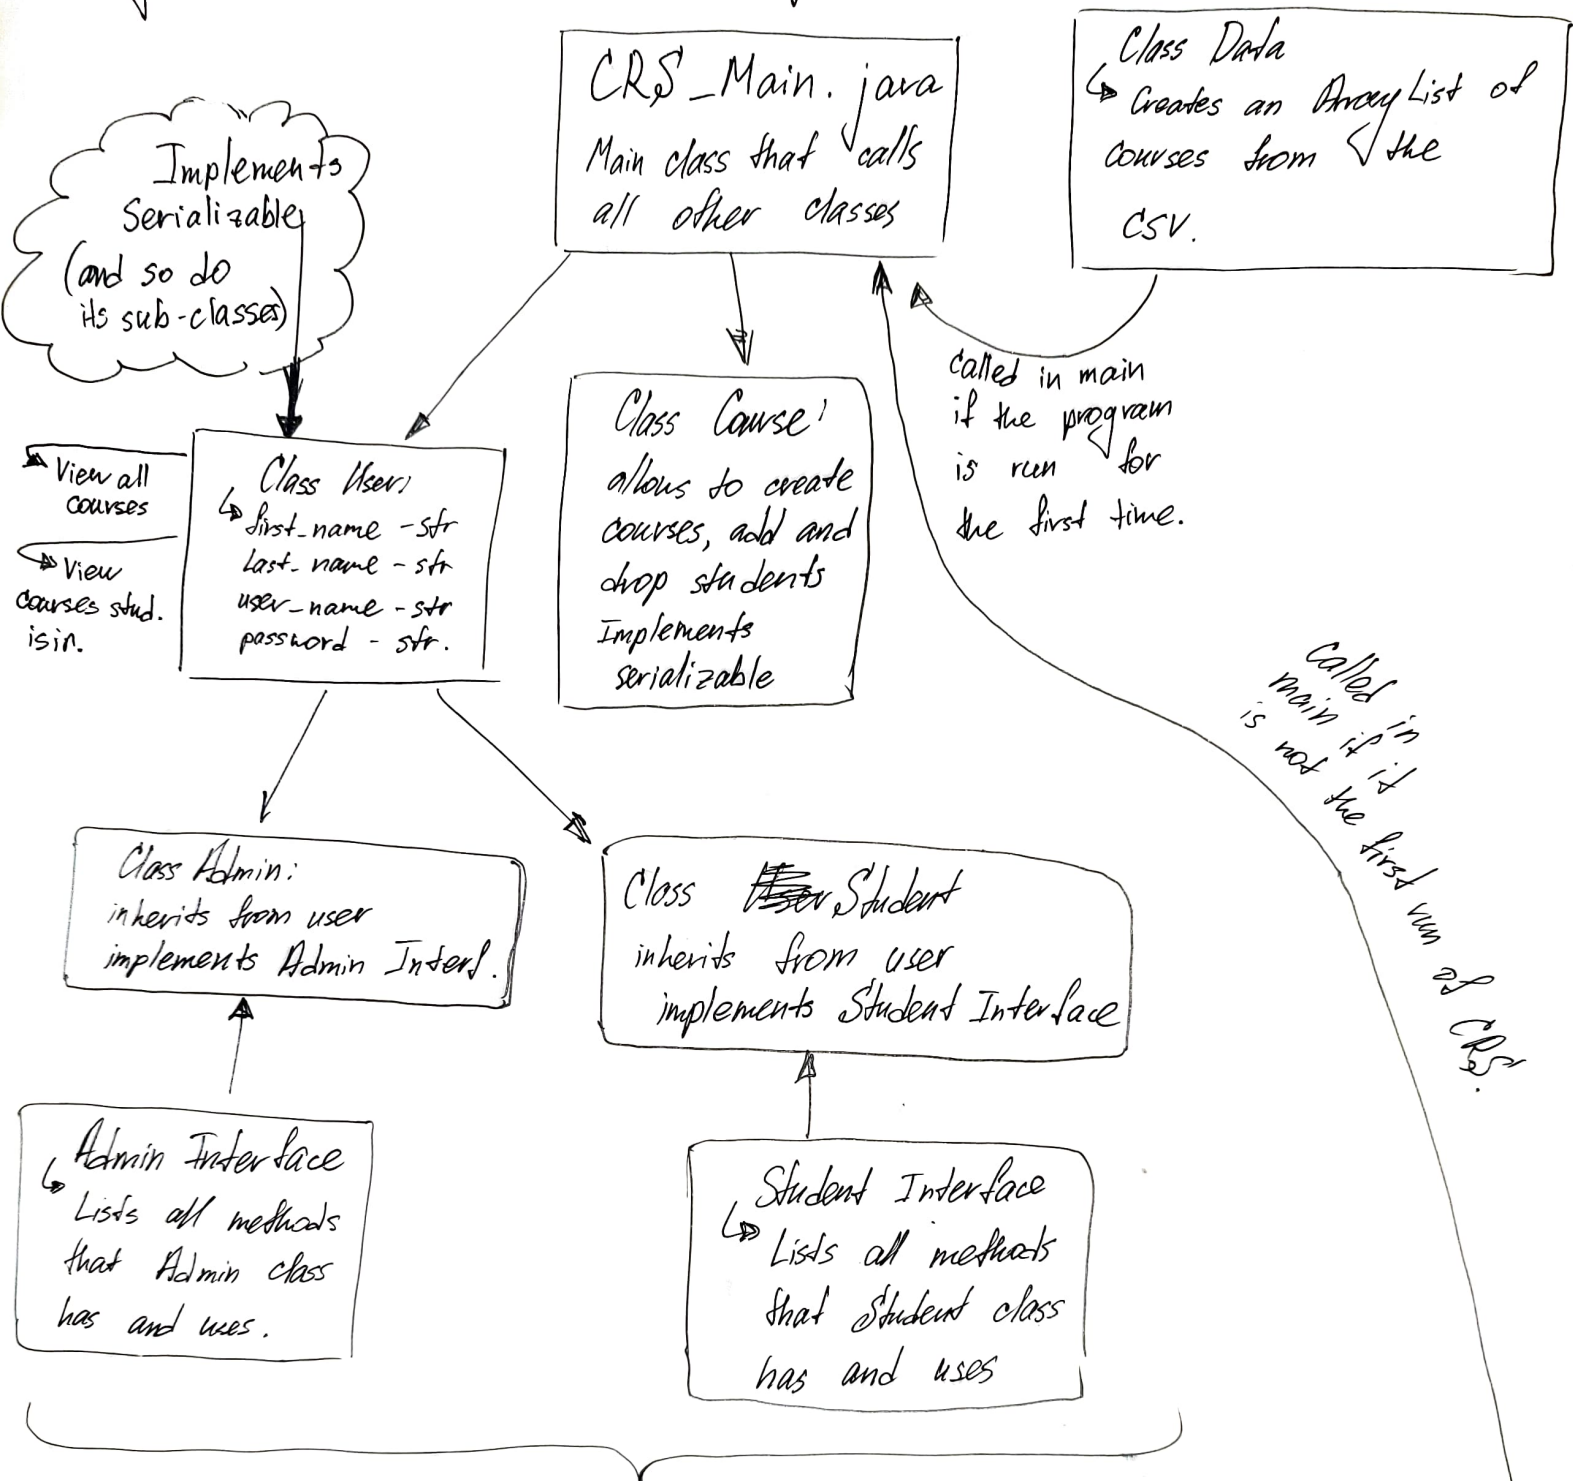 CRS_Main.java
Main class that calls
all other classes
Class Data
Creates an ArrayList of
courses from the
CSV.
Implements
Serializable
(and so do
its sub-classes)
called in main
if the program
is run for
the first time.
Class Course:
allows to create
courses, add and
drop students
Implements
serializable
View all
courses
View
courses stud.
is in.
Class User:
first_name - str
Last_name - str
user_name - str
password - str.
called in
main if it
is not the first run of CRS.
Class Admin:
inherits from user
implements Admin Interf.
Class Student
inherits from user
implements Student Interface
Admin Interface
Lists all methods
that Admin class
has and uses.
Student Interface
Lists all methods
that Student class
has and uses